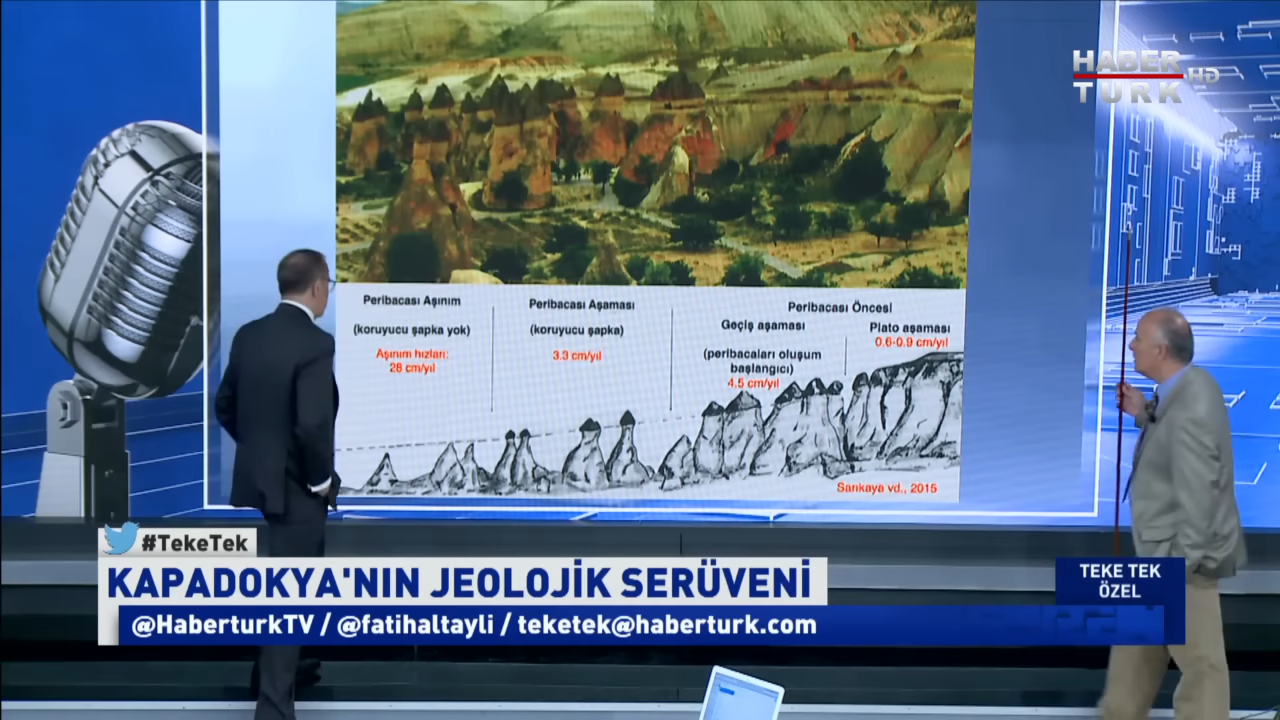 HABER
TURK HD
Peribacası Aşınım
(koruyucu şapka yok)
Aşınım hızları:
28 cm/yıl
Peribacası Aşaması
(koruyucu şapka)
3.3 cm/yıl
Peribacası Öncesi
Geçiş aşaması
(peribacaları oluşum
başlangıcı)
4.5 cm/yıl
Plato aşaması
0.6-0.9 cm/yıl
Sarıkaya vd., 2015
#TekeTek
KAPADOKYA'NIN JEOLOJİK SERÜVENİ
@HaberturkTV / @fatihaltayli / teketek@haberturk.com
TEKE TEK
ÖZEL